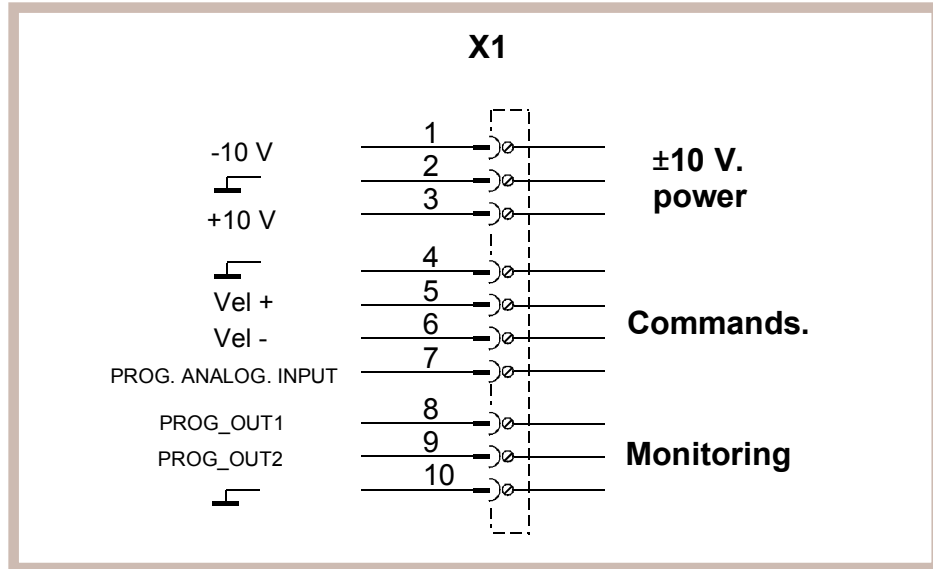 X1
-10 V
1
2
+10 V
3
±10 V.
power
4
Vel +
5
Vel -
6
PROG. ANALOG. INPUT
7
Commands.
PROG_OUT1
8
PROG_OUT2
9
10
Monitoring